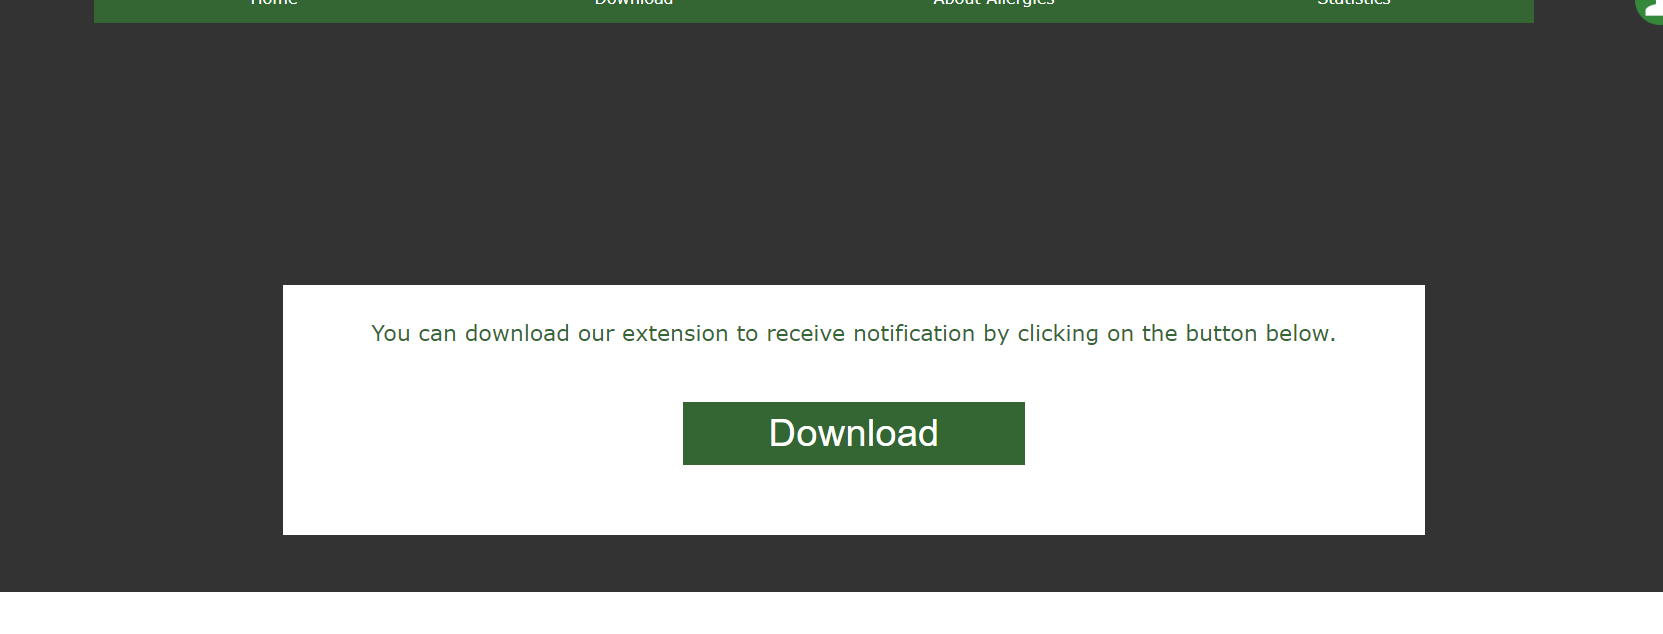 Home Download About Allergies Statistics
You can download our extension to receive notification by clicking on the button below.
Download